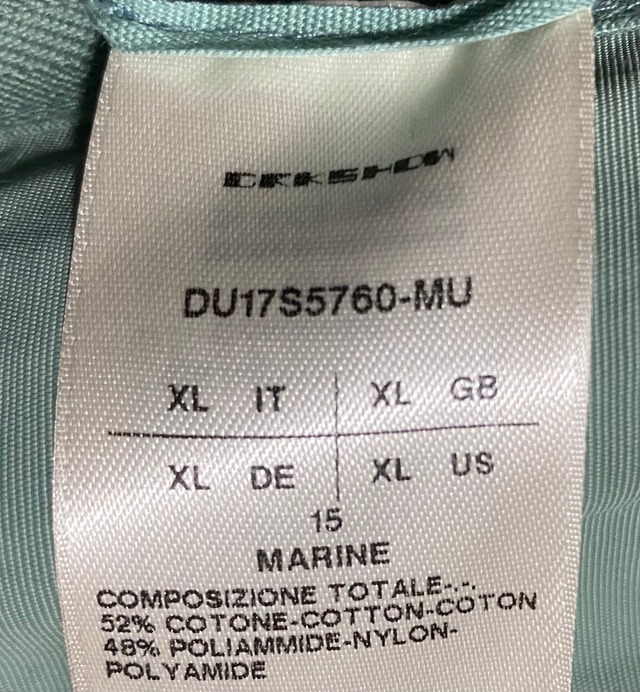 DRKSHDW
DU17S5760-MU
XL IT XL GB
XL DE XL US
15
MARINE
COMPOSIZIONE TOTALE-.-.
52% COTONE-COTTON-COTON
48% POLIAMMIDE-NYLON-
POLYAMIDE